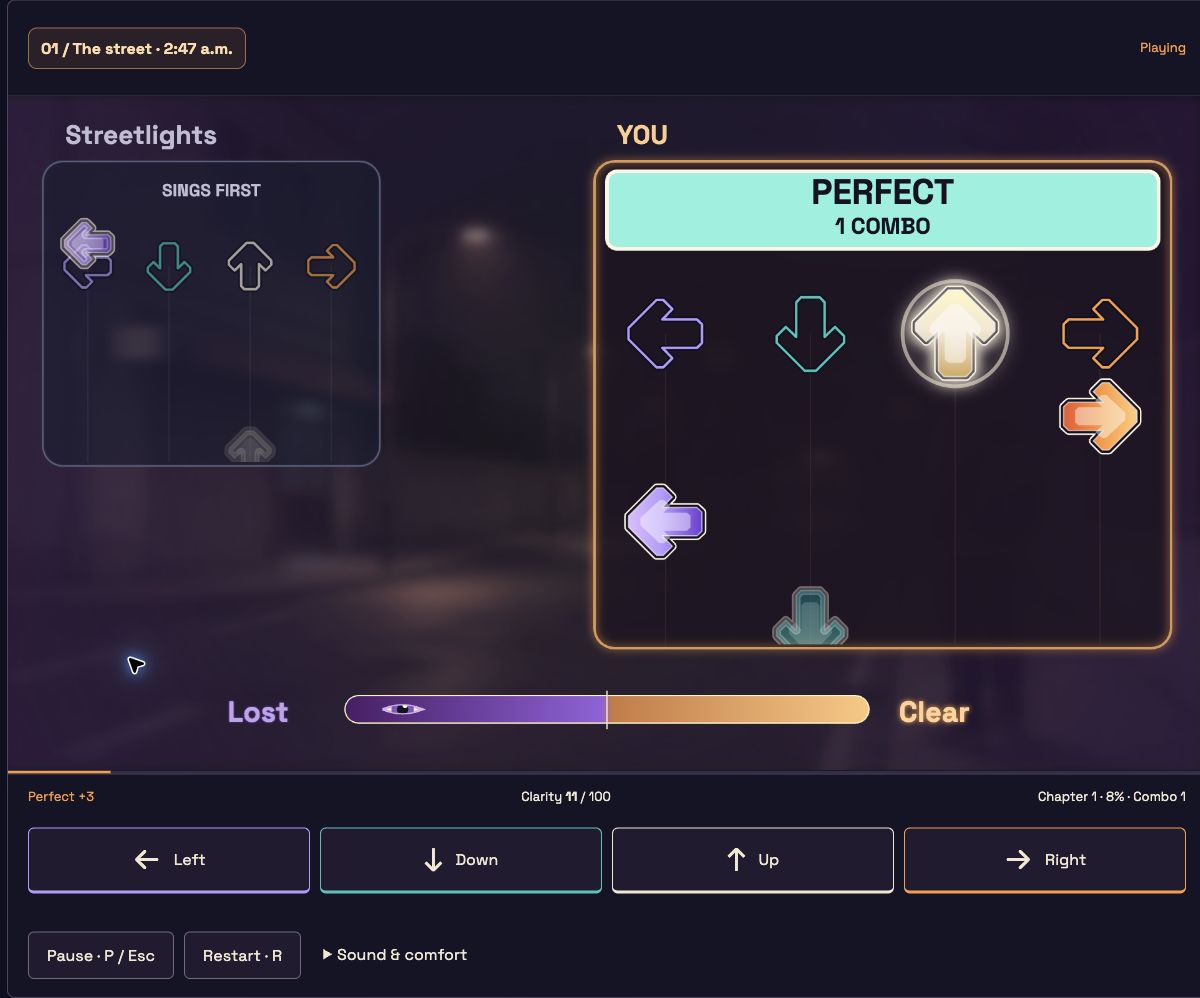 01 / The street · 2:47 a.m.
Playing
Streetlights
YOU
SINGS FIRST
PERFECT
1 COMBO
Lost
Clear
Perfect +3
Clarity 11 / 100
Chapter 1 · 8% · Combo 1
← Left
↓ Down
↑ Up
→ Right
Pause · P / Esc
Restart · R
▶ Sound & comfort